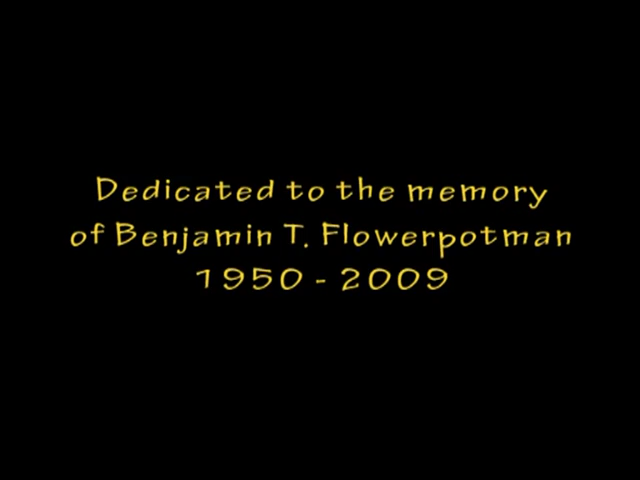 Dedicated to the memory
of Benjamin T. Flowerpotman
1950 - 2009